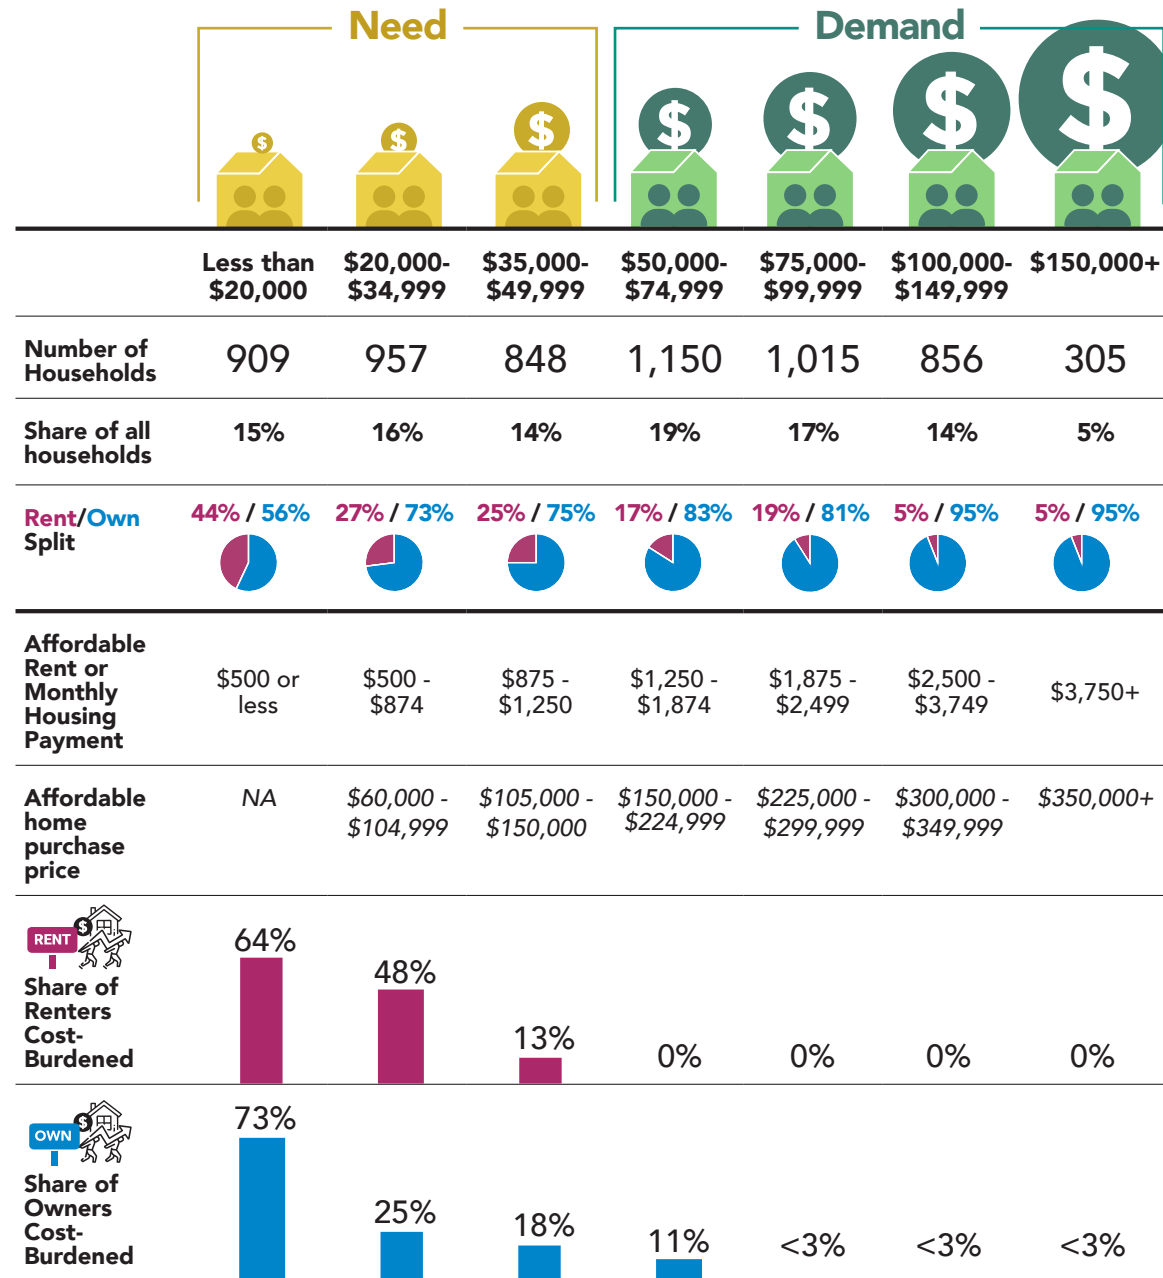 Need
Demand
$ $ $ $ $ $ $
Less than $20,000- $35,000- $50,000- $75,000- $100,000- $150,000+
$20,000 $34,999 $49,999 $74,999 $99,999 $149,999
Number of
Households
909 957 848 1,150 1,015 856 305
Share of all
households
15% 16% 14% 19% 17% 14% 5%
Rent/Own
Split
44% / 56% 27% / 73% 25% / 75% 17% / 83% 19% / 81% 5% / 95% 5% / 95%
Affordable
Rent or
Monthly
Housing
Payment
$500 or $500 - $875 - $1,250 - $1,875 - $2,500 - $3,750+
less $874 $1,250 $1,874 $2,499 $3,749
Affordable
home
purchase
price
NA $60,000 - $105,000 - $150,000 - $225,000 - $300,000 - $350,000+
$104,999 $150,000 $224,999 $299,999 $349,999
$
RENT
Share of
Renters
Cost-
Burdened
64%
48%
13%
0% 0% 0% 0%
$
OWN
Share of
Owners
Cost-
Burdened
73%
25%
18%
11%
<3% <3% <3%